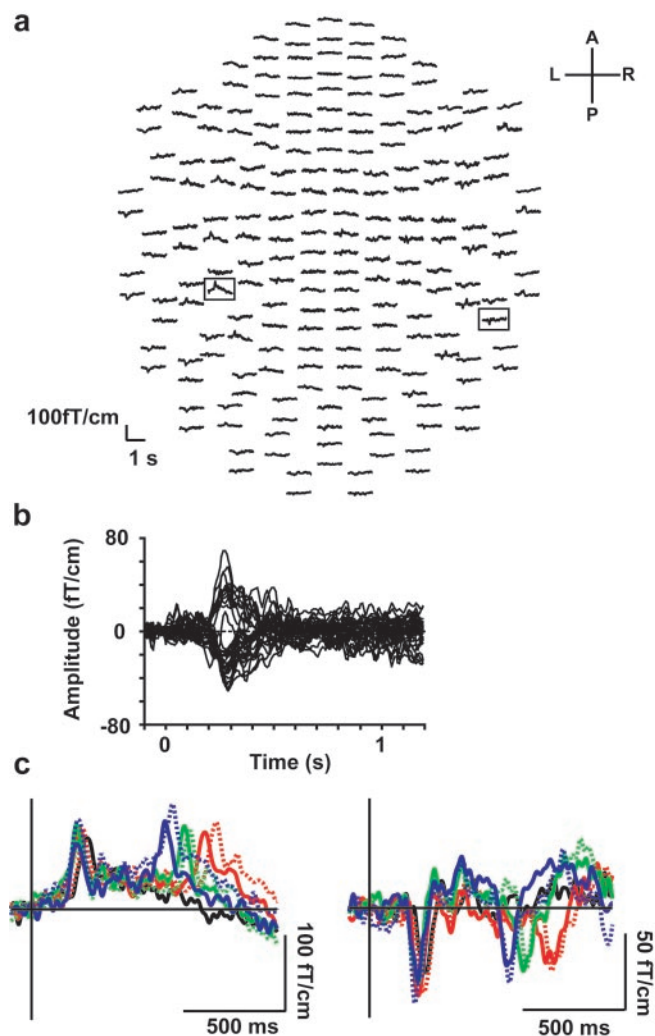 a
A
L R
P
100fT/cm
1 s
b
80
0
-80
Amplitude (fT/cm)
0 1
Time (s)
c
100 fT/cm
500 ms
50 fT/cm
500 ms